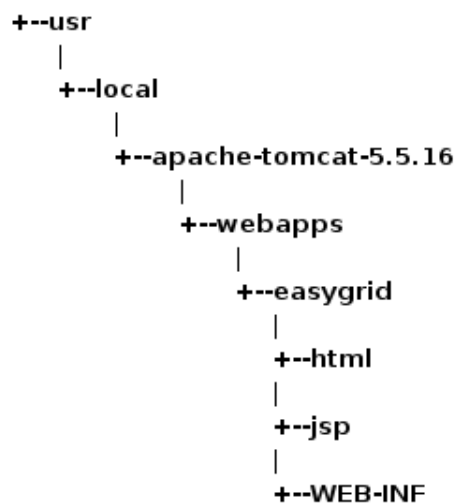 +--usr
|
+--local
|
+--apache-tomcat-5.5.16
|
+--webapps
|
+--easygrid
|
+--html
|
+--jsp
|
+--WEB-INF